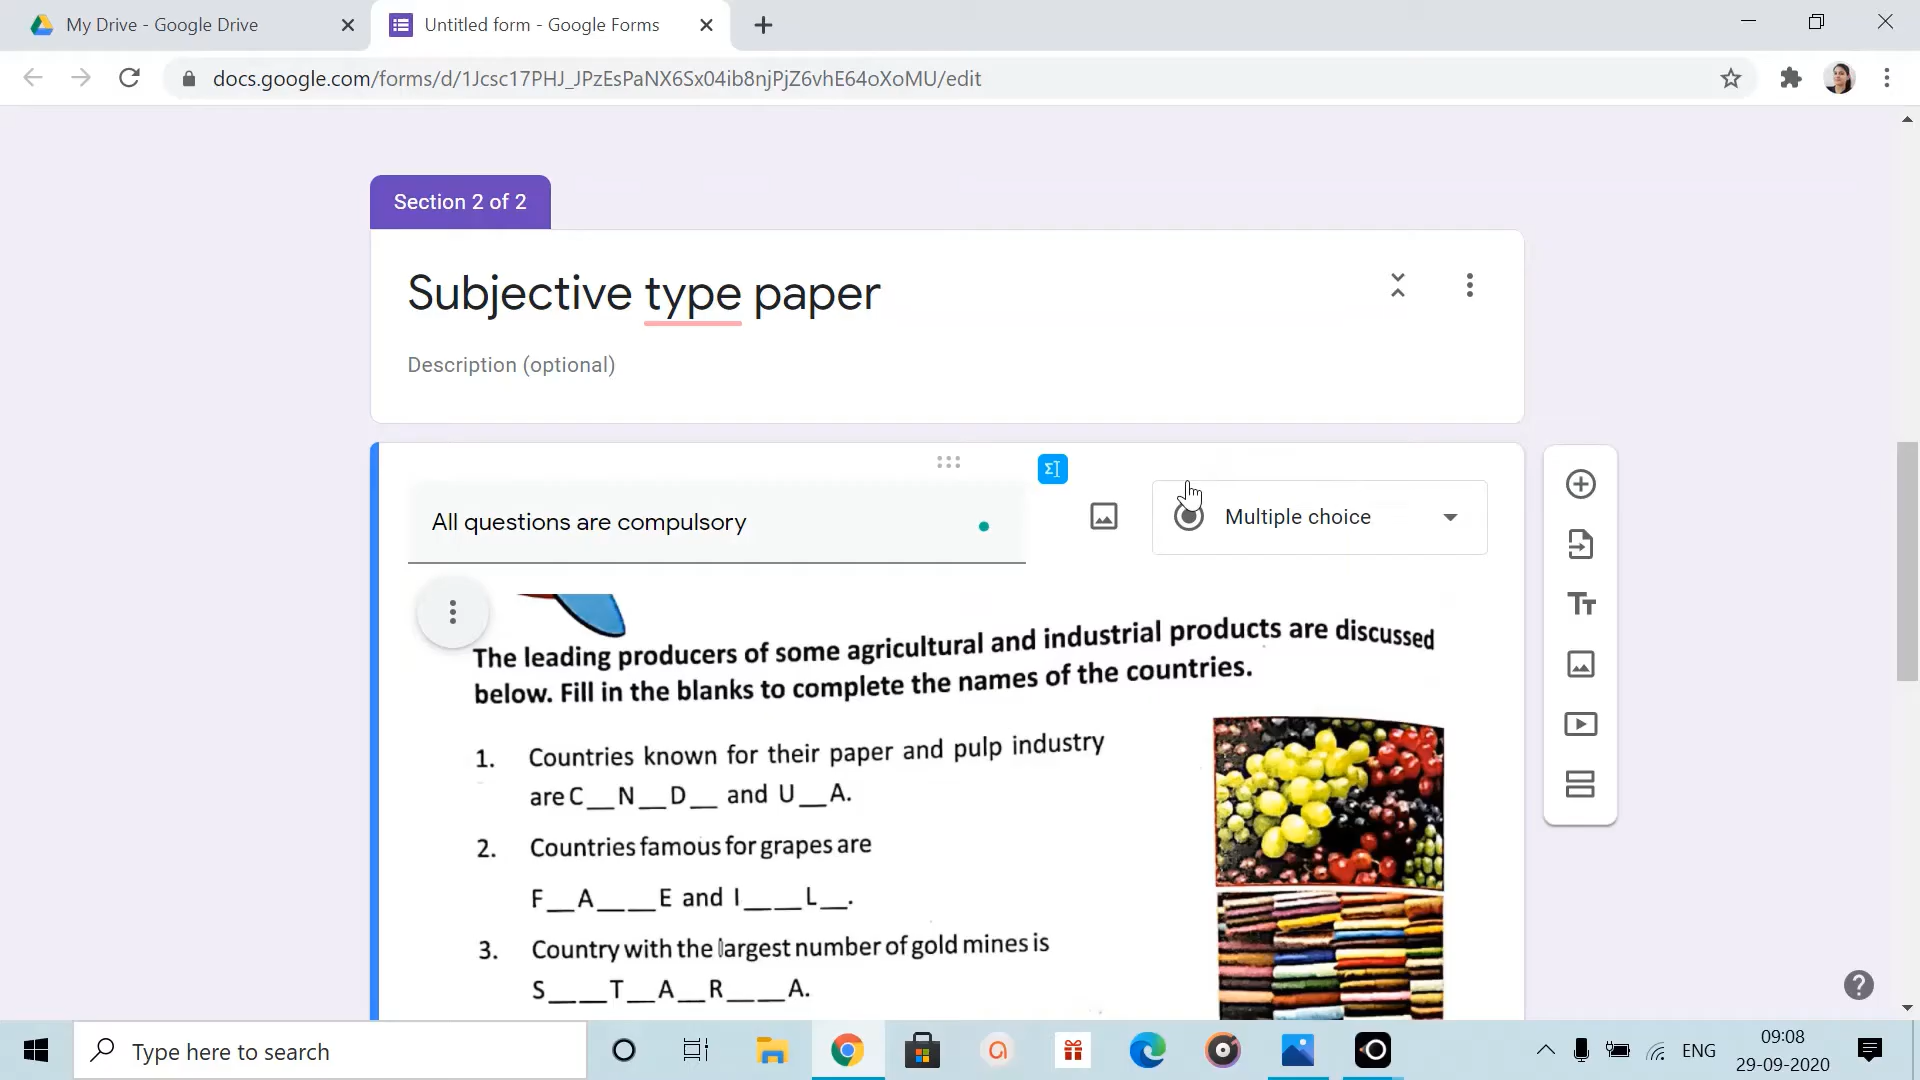 My Drive - Google Drive
Untitled form - Google Forms
docs.google.com/forms/d/1Jcsc17PHJ_JPzEsPaNX6Sx04ib8njPjZ6vhE64oXoMU/edit
Section 2 of 2
Subjective type paper
Description (optional)
All questions are compulsory
Multiple choice
The leading producers of some agricultural and industrial products are discussed
below. Fill in the blanks to complete the names of the countries.
1. Countries known for their paper and pulp industry
are C__N__D__ and U__A.
2. Countries famous for grapes are
F__A____E and I____L__.
3. Country with the largest number of gold mines is
S____T__A__R____A.
Type here to search
ENG
09:08
29-09-2020